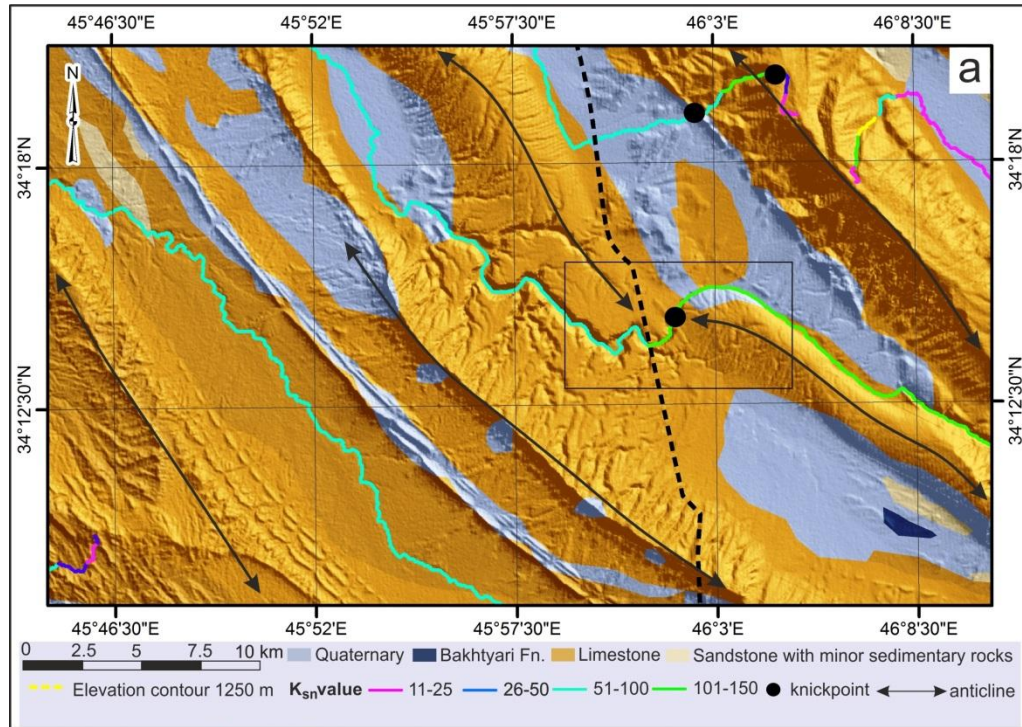 45°46'30"E 45°52'E 45°57'30"E 46°3'E 46°8'30"E
a
N
34°18'N 34°18'N
34°12'30"N 34°12'30"N
45°46'30"E 45°52'E 45°57'30"E 46°3'E 46°8'30"E
0 2.5 5 7.5 10 km Quaternary Bakhtyari Fn. Limestone Sandstone with minor sedimentary rocks
Elevation contour 1250 m Ksn value 11-25 26-50 51-100 101-150 knickpoint anticline